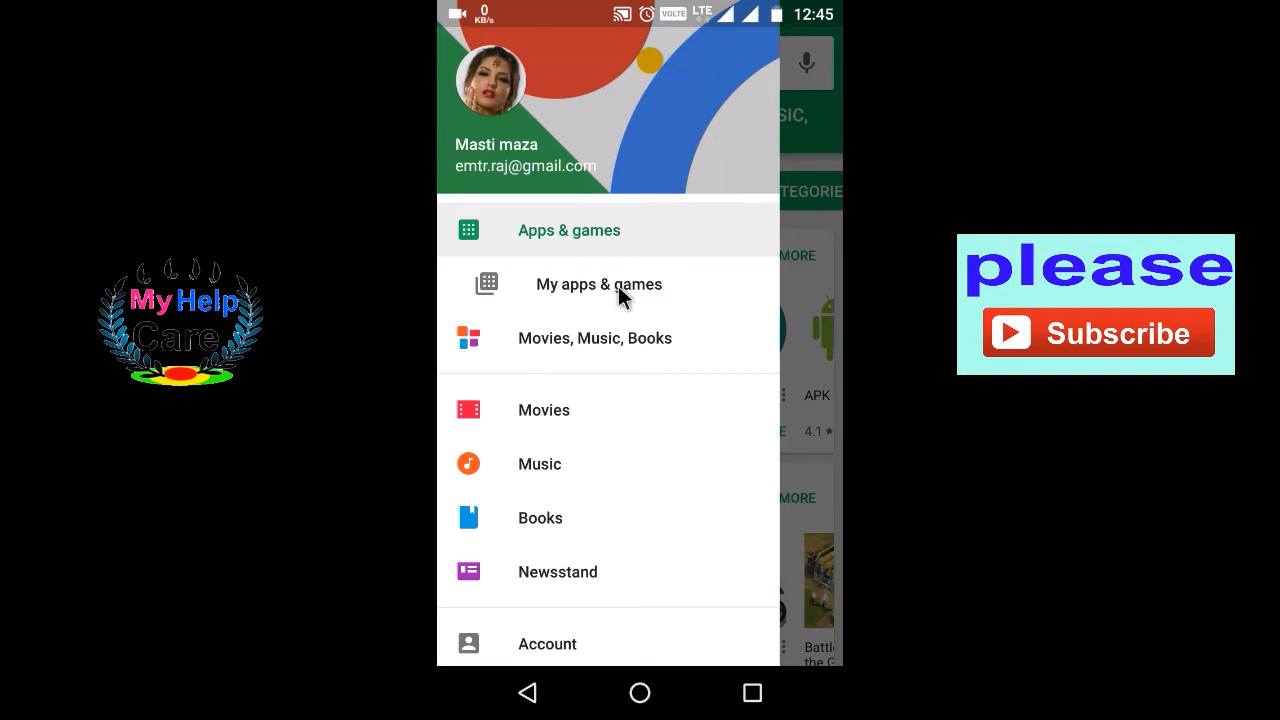 0
KB/s
VOLTE
LTE
12:45
Masti maza
emtr.raj@gmail.com
SIC,
TEGORIE
Apps & games
My apps & games
Movies, Music, Books
Movies
Music
Books
Newsstand
Account
MORE
APK
E
4.1★
MORE
Battl
the G
My Help
Care
please
Subscribe